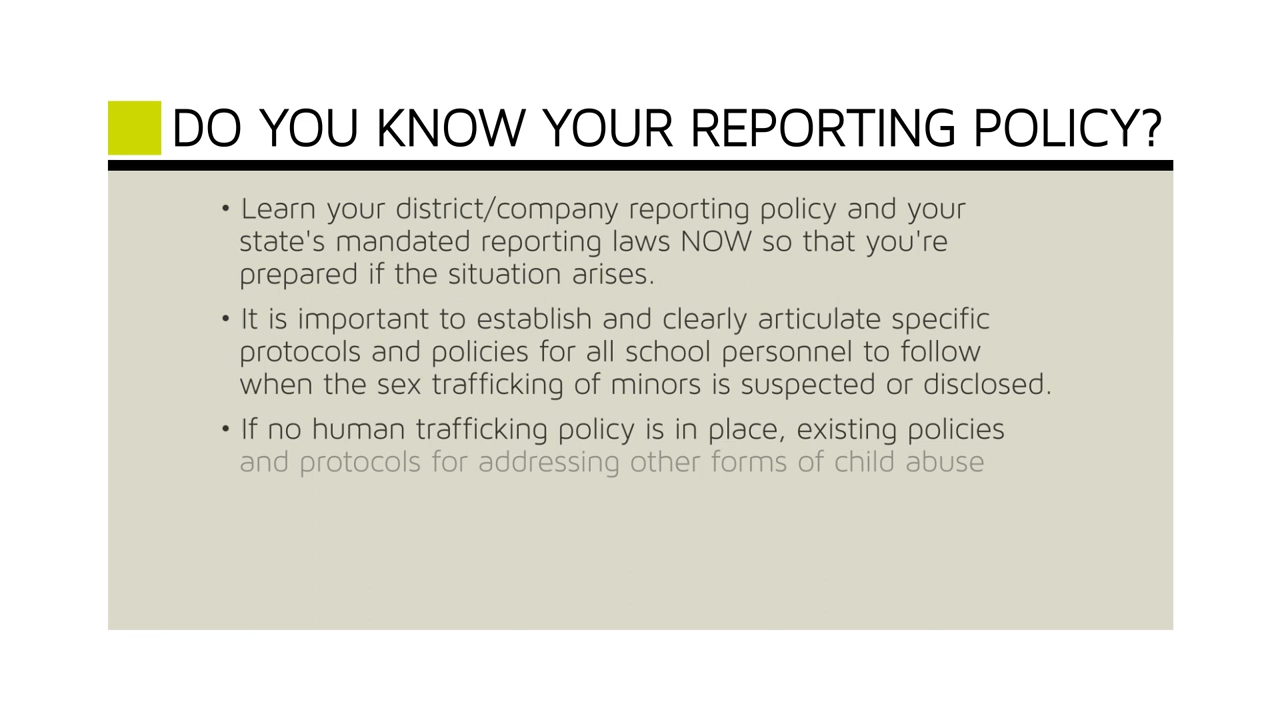 DO YOU KNOW YOUR REPORTING POLICY?
• Learn your district/company reporting policy and your
state's mandated reporting laws NOW so that you're
prepared if the situation arises.
• It is important to establish and clearly articulate specific
protocols and policies for all school personnel to follow
when the sex trafficking of minors is suspected or disclosed.
• If no human trafficking policy is in place, existing policies
and protocols for addressing other forms of child abuse